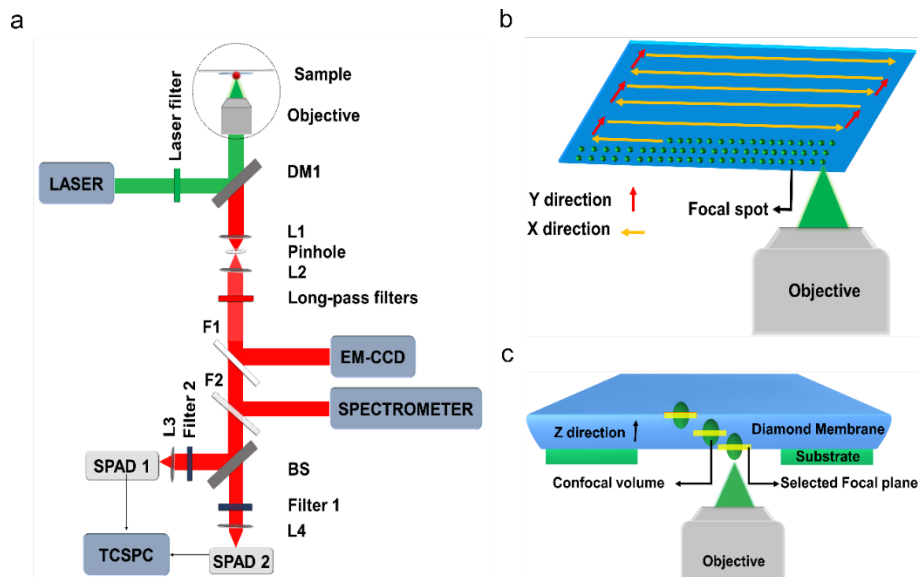 a
Sample
Objective
Laser filter
DM1
LASER
L1
Pinhole
L2
Long-pass filters
F1
EM-CCD
F2
SPECTROMETER
L3
Filter 2
SPAD 1
BS
Filter 1
L4
TCSPC
SPAD 2
b
Y direction
X direction
Focal spot
Objective
c
Z direction
Diamond Membrane
Substrate
Confocal volume
Selected Focal plane
Objective